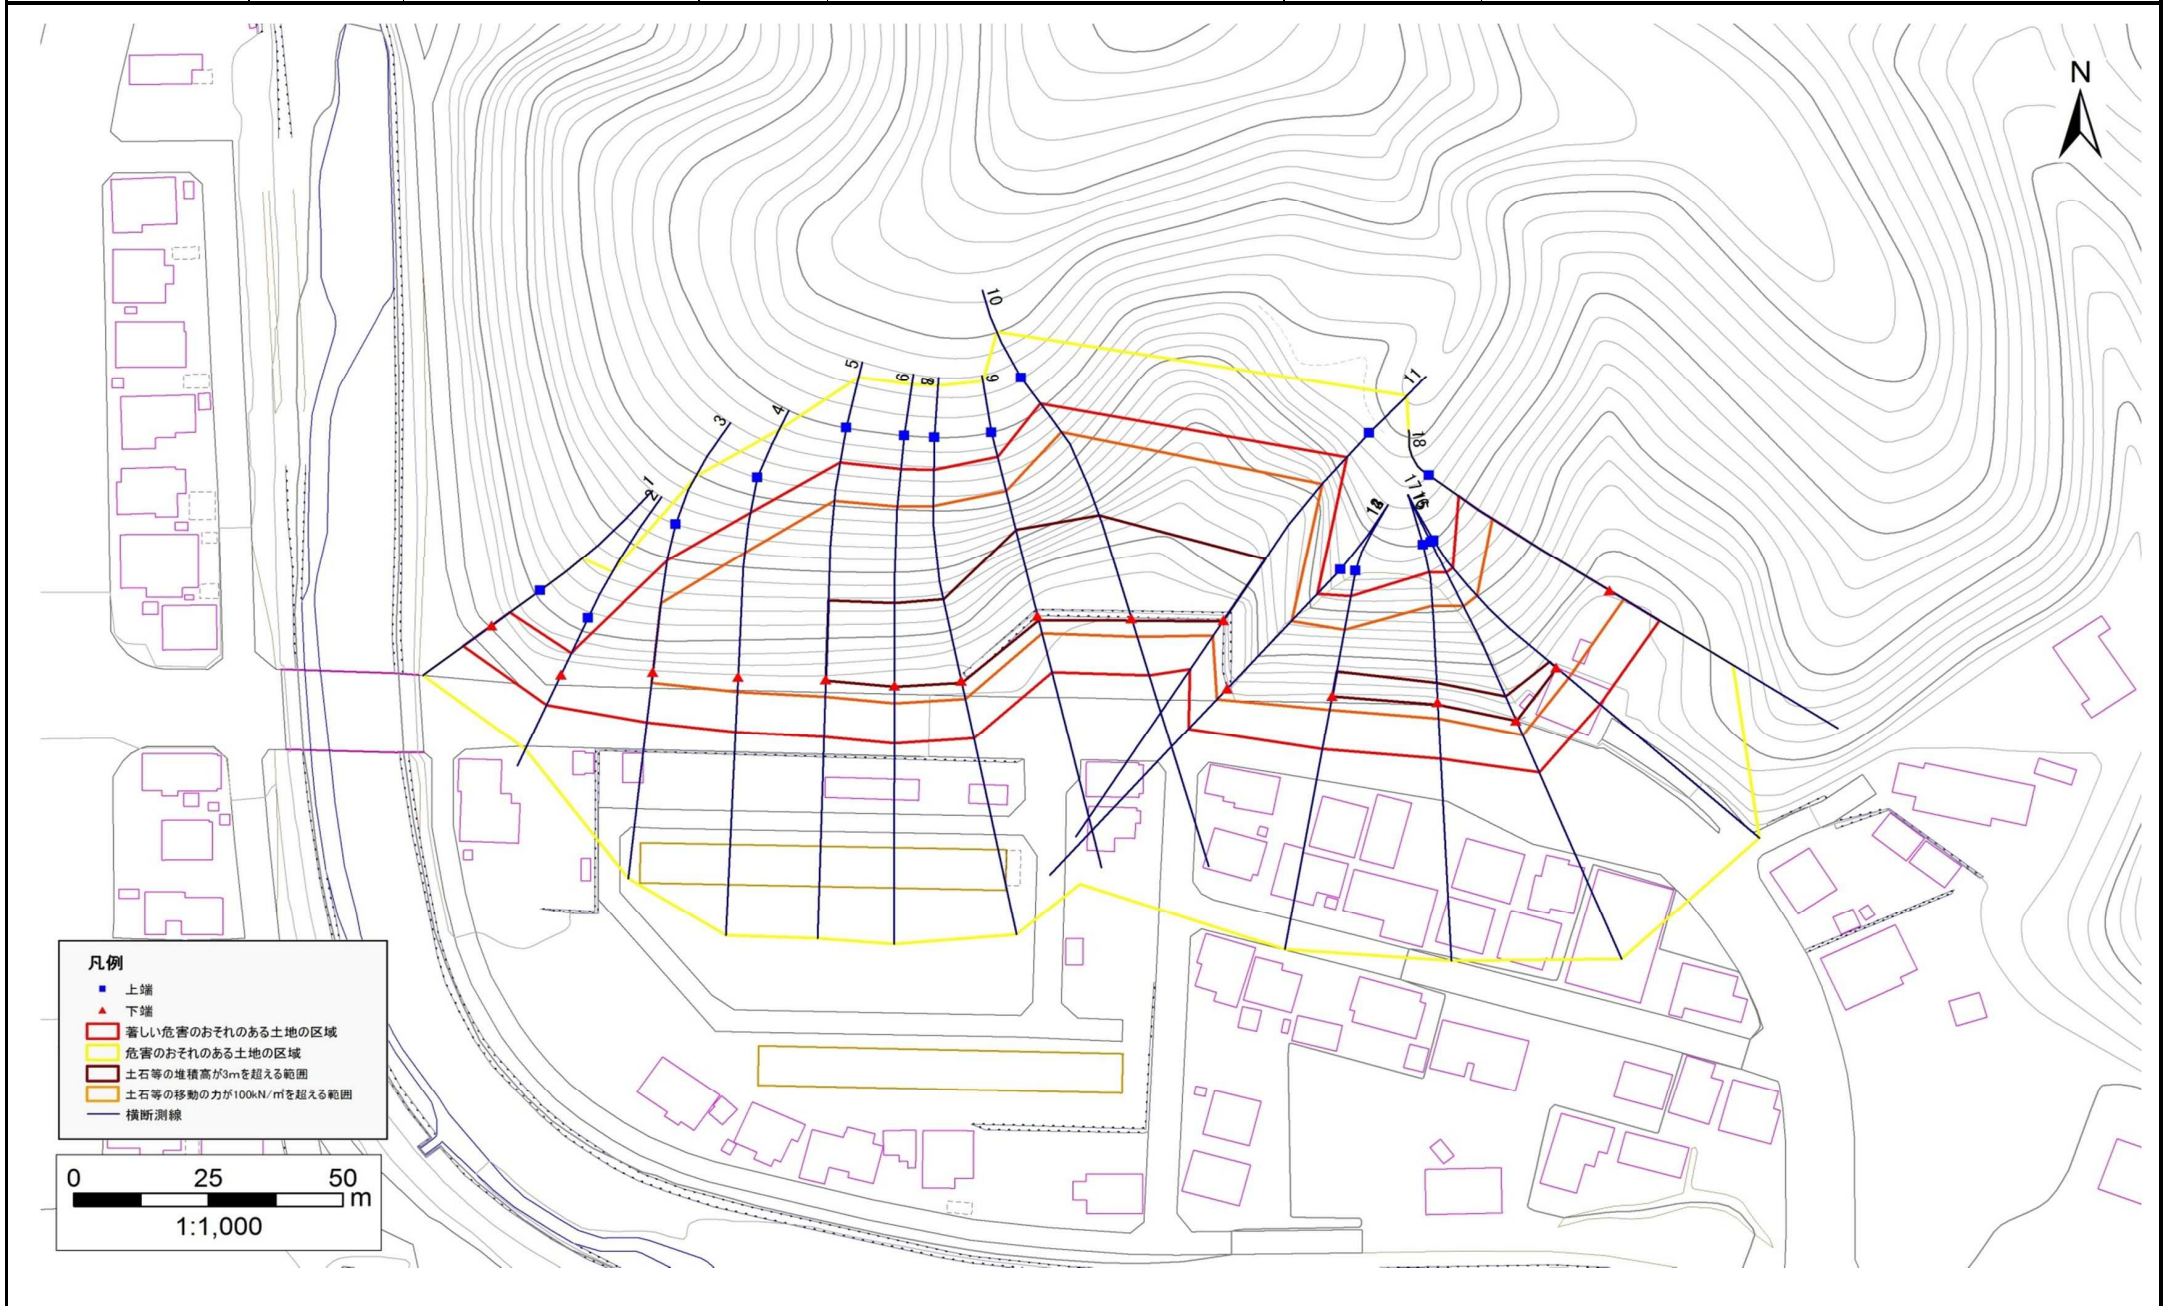 N
10
5
6
9
11
4
3
18
1
2
17
凡例
上端
下端
著しい危害のおそれのある土地の区域
危害のおそれのある土地の区域
土石等の堆積高が3mを超える範囲
土石等の移動の力が100kN/㎡を超える範囲
横断測線
0 25 50
m
1:1,000